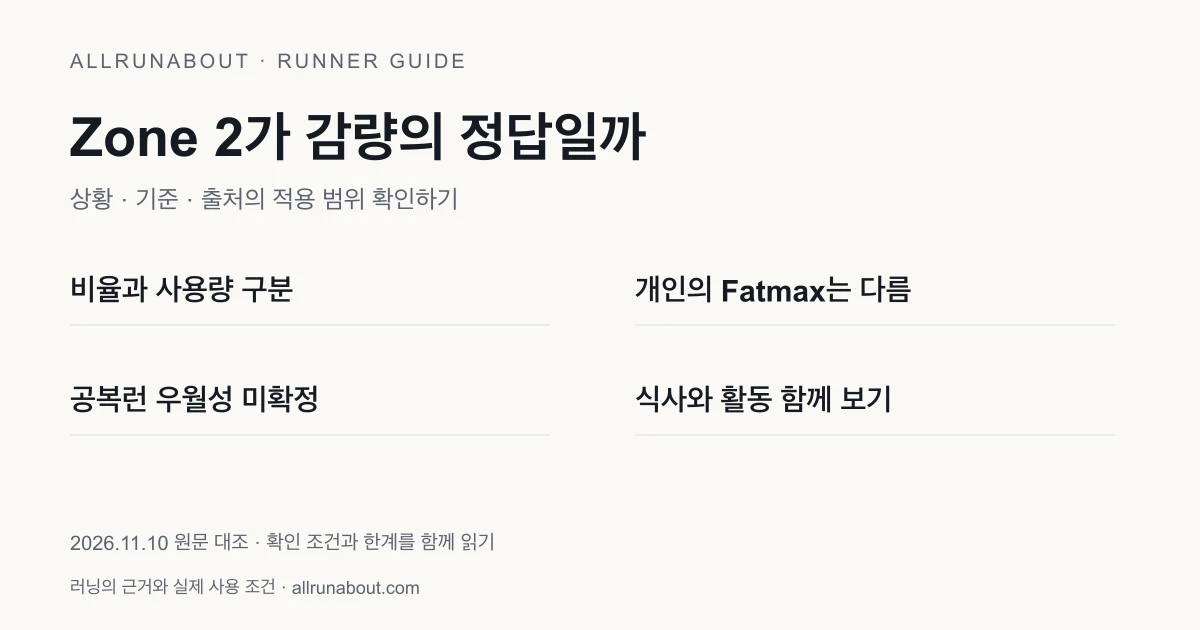 ALLRUNABOUT · RUNNER GUIDE
Zone 2가 감량의 정답일까
상황 · 기준 · 출처의 적용 범위 확인하기
비율과 사용량 구분
개인의 Fatmax는 다름
공복런 우월성 미확정
식사와 활동 함께 보기
2026.11.10 원문 대조 · 확인 조건과 한계를 함께 읽기
러닝의 근거와 실제 사용 조건 · allrunabout.com